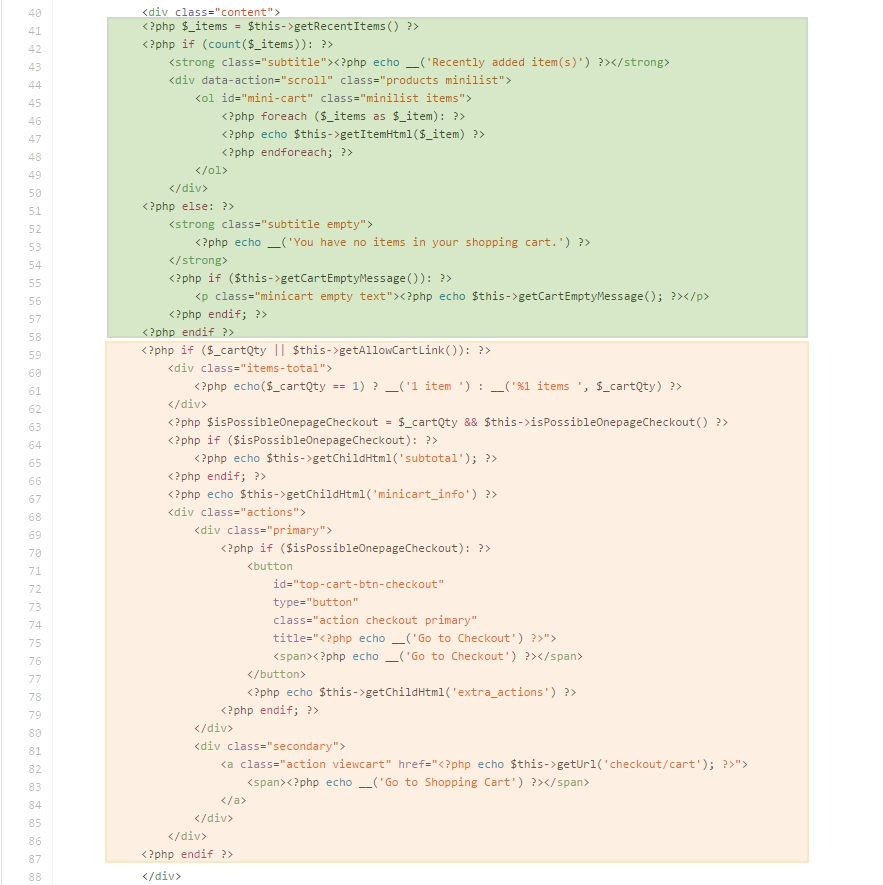 40 <div class="content">
41 <?php $_items = $this->getRecentItems() ?>
42 <?php if (count($_items)): ?>
43 <strong class="subtitle"><?php echo __('Recently added item(s)') ?></strong>
44 <div data-action="scroll" class="products minilist">
45 <ol id="mini-cart" class="minilist items">
46 <?php foreach ($_items as $_item): ?>
47 <?php echo $this->getItemHtml($_item) ?>
48 <?php endforeach; ?>
49 </ol>
50 </div>
51 <?php else: ?>
52 <strong class="subtitle empty">
53 <?php echo __('You have no items in your shopping cart.') ?>
54 </strong>
55 <?php if ($this->getCartEmptyMessage()): ?>
56 <p class="minicart empty text"><?php echo $this->getCartEmptyMessage(); ?></p>
57 <?php endif; ?>
58 <?php endif ?>
59 <?php if ($_cartQty || $this->getAllowCartLink()): ?>
60 <div class="items-total">
61 <?php echo($_cartQty == 1) ? __('1 item ') : __('%1 items ', $_cartQty) ?>
62 </div>
63 <?php $isPossibleOnepageCheckout = $_cartQty && $this->isPossibleOnepageCheckout() ?>
64 <?php if ($isPossibleOnepageCheckout): ?>
65 <?php echo $this->getChildHtml('subtotal'); ?>
66 <?php endif; ?>
67 <?php echo $this->getChildHtml('minicart_info') ?>
68 <div class="actions">
69 <div class="primary">
70 <?php if ($isPossibleOnepageCheckout): ?>
71 <button
72 id="top-cart-btn-checkout"
73 type="button"
74 class="action checkout primary"
75 title="<?php echo __('Go to Checkout') ?>">
76 <span><?php echo __('Go to Checkout') ?></span>
77 </button>
78 <?php echo $this->getChildHtml('extra_actions') ?>
79 <?php endif; ?>
80 </div>
81 <div class="secondary">
82 <a class="action viewcart" href="<?php echo $this->getUrl('checkout/cart'); ?>">
83 <span><?php echo __('Go to Shopping Cart') ?></span>
84 </a>
85 </div>
86 </div>
87 <?php endif ?>
88 </div>